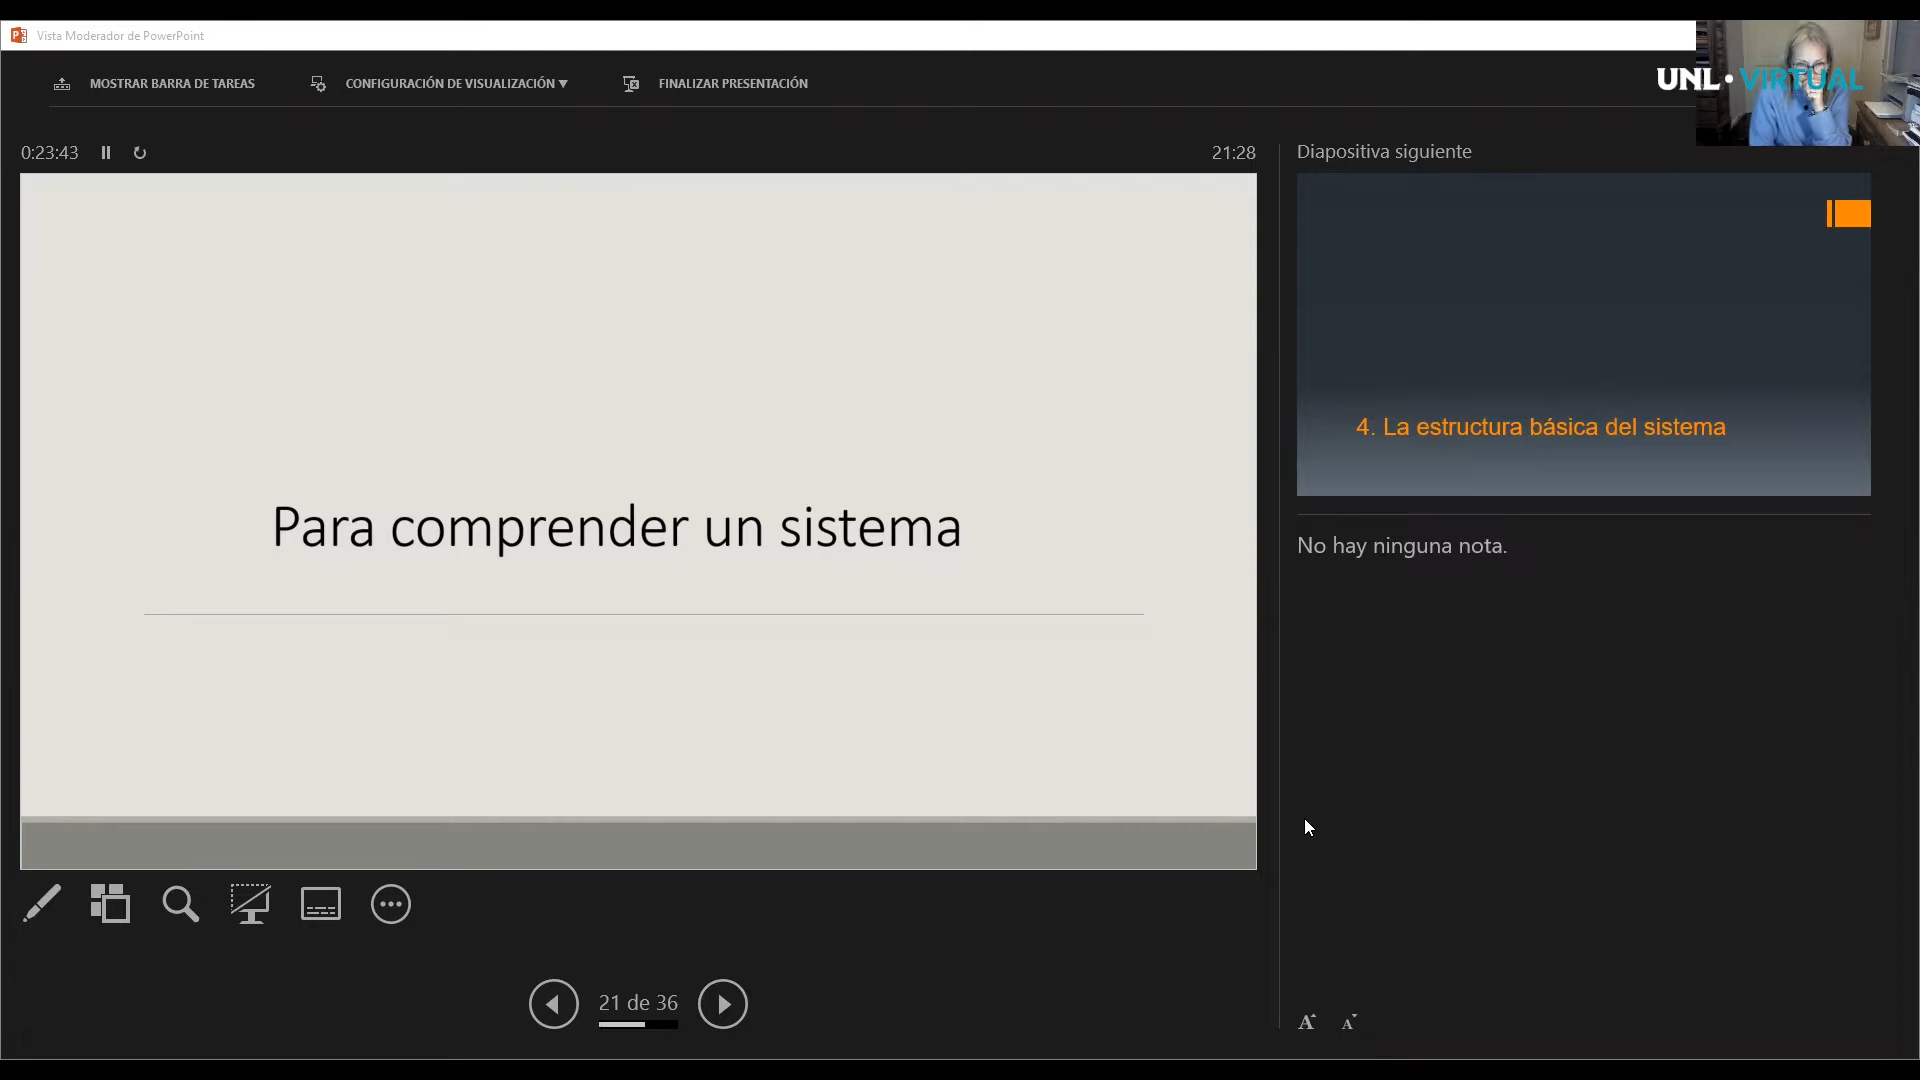 Vista Moderador de PowerPoint
MOSTRAR BARRA DE TAREAS
CONFIGURACIÓN DE VISUALIZACIÓN
FINALIZAR PRESENTACIÓN
UNL • VIRTUAL
0:23:43
21:28
Diapositiva siguiente
Para comprender un sistema
4. La estructura básica del sistema
No hay ninguna nota.
21 de 36
A A